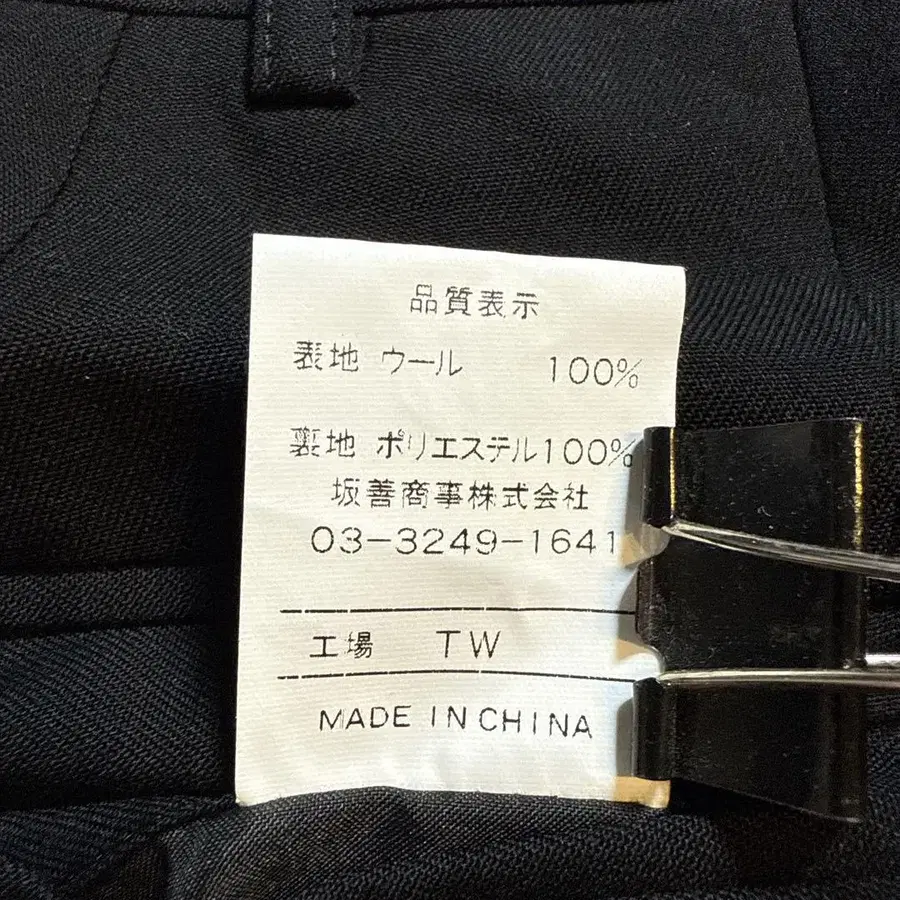 品質表示
表地 ウール 100%
裏地 ポリエステル100%
坂善商事株式会社
03-3249-1641
工場 TW
MADE IN CHINA